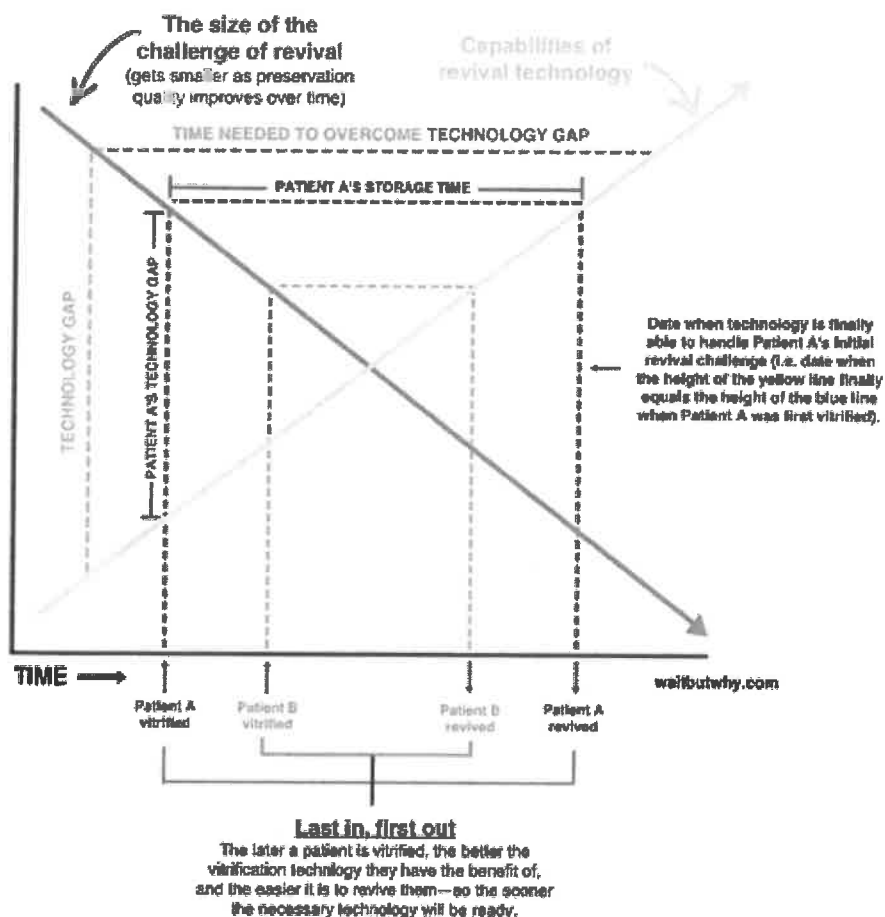 The size of the
challenge of revival
(gets smaller as preservation
quality improves over time)
Capabilities of
revival technology
TIME NEEDED TO OVERCOME TECHNOLOGY GAP
PATIENT A'S STORAGE TIME
TECHNOLOGY GAP
PATIENT A'S TECHNOLOGY GAP
Date when technology is finally
able to handle Patient A's initial
revival challenge (i.e. date when
the height of the yellow line finally
equals the height of the blue line
when Patient A was first vitrified).
TIME
waitbutwhy.com
Patient A
vitrified
Patient B
vitrified
Patient B
revived
Patient A
revived
Last in, first out
The later a patient is vitrified, the better the
vitrification technlogy they have the benefit of,
and the easier it is to revive them—so the sooner
the necessary technology will be ready.